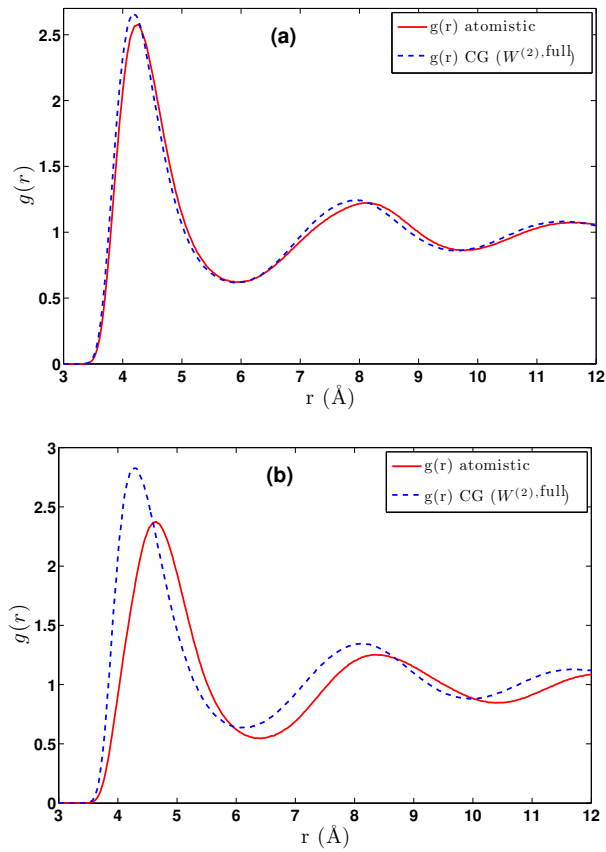 (a)
g(r) atomistic
g(r) CG (W^(2),full)
g(r)
2.5
2
1.5
1
0.5
0
3 4 5 6 7 8 9 10 11 12
r (Å)
(b)
g(r) atomistic
g(r) CG (W^(2),full)
g(r)
3
2.5
2
1.5
1
0.5
0
3 4 5 6 7 8 9 10 11 12
r (Å)